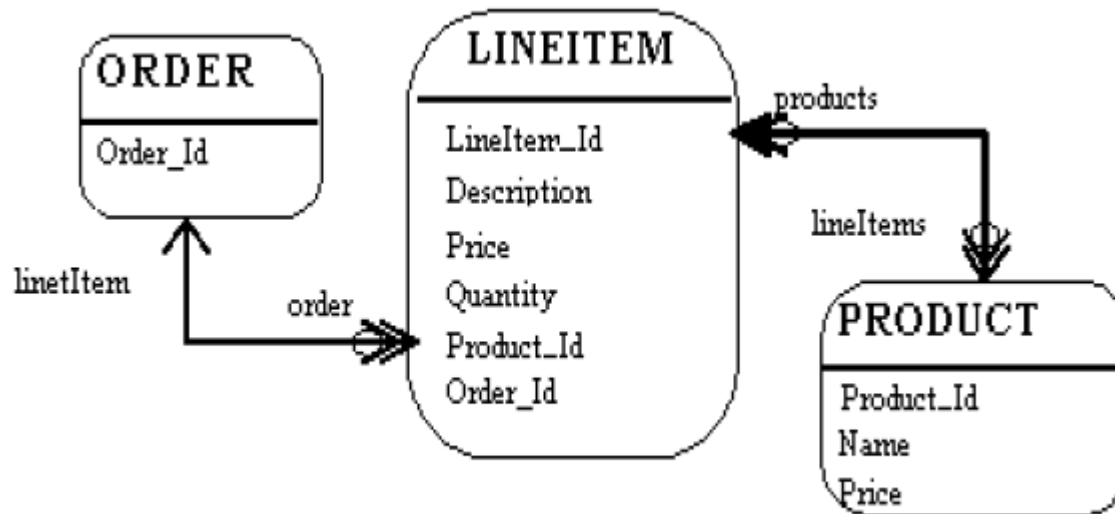 ORDER
Order_Id
linetItem
order
LINEITEM
LineItem_Id
Description
Price
Quantity
Product_Id
Order_Id
products
lineItems
PRODUCT
Product_Id
Name
Price